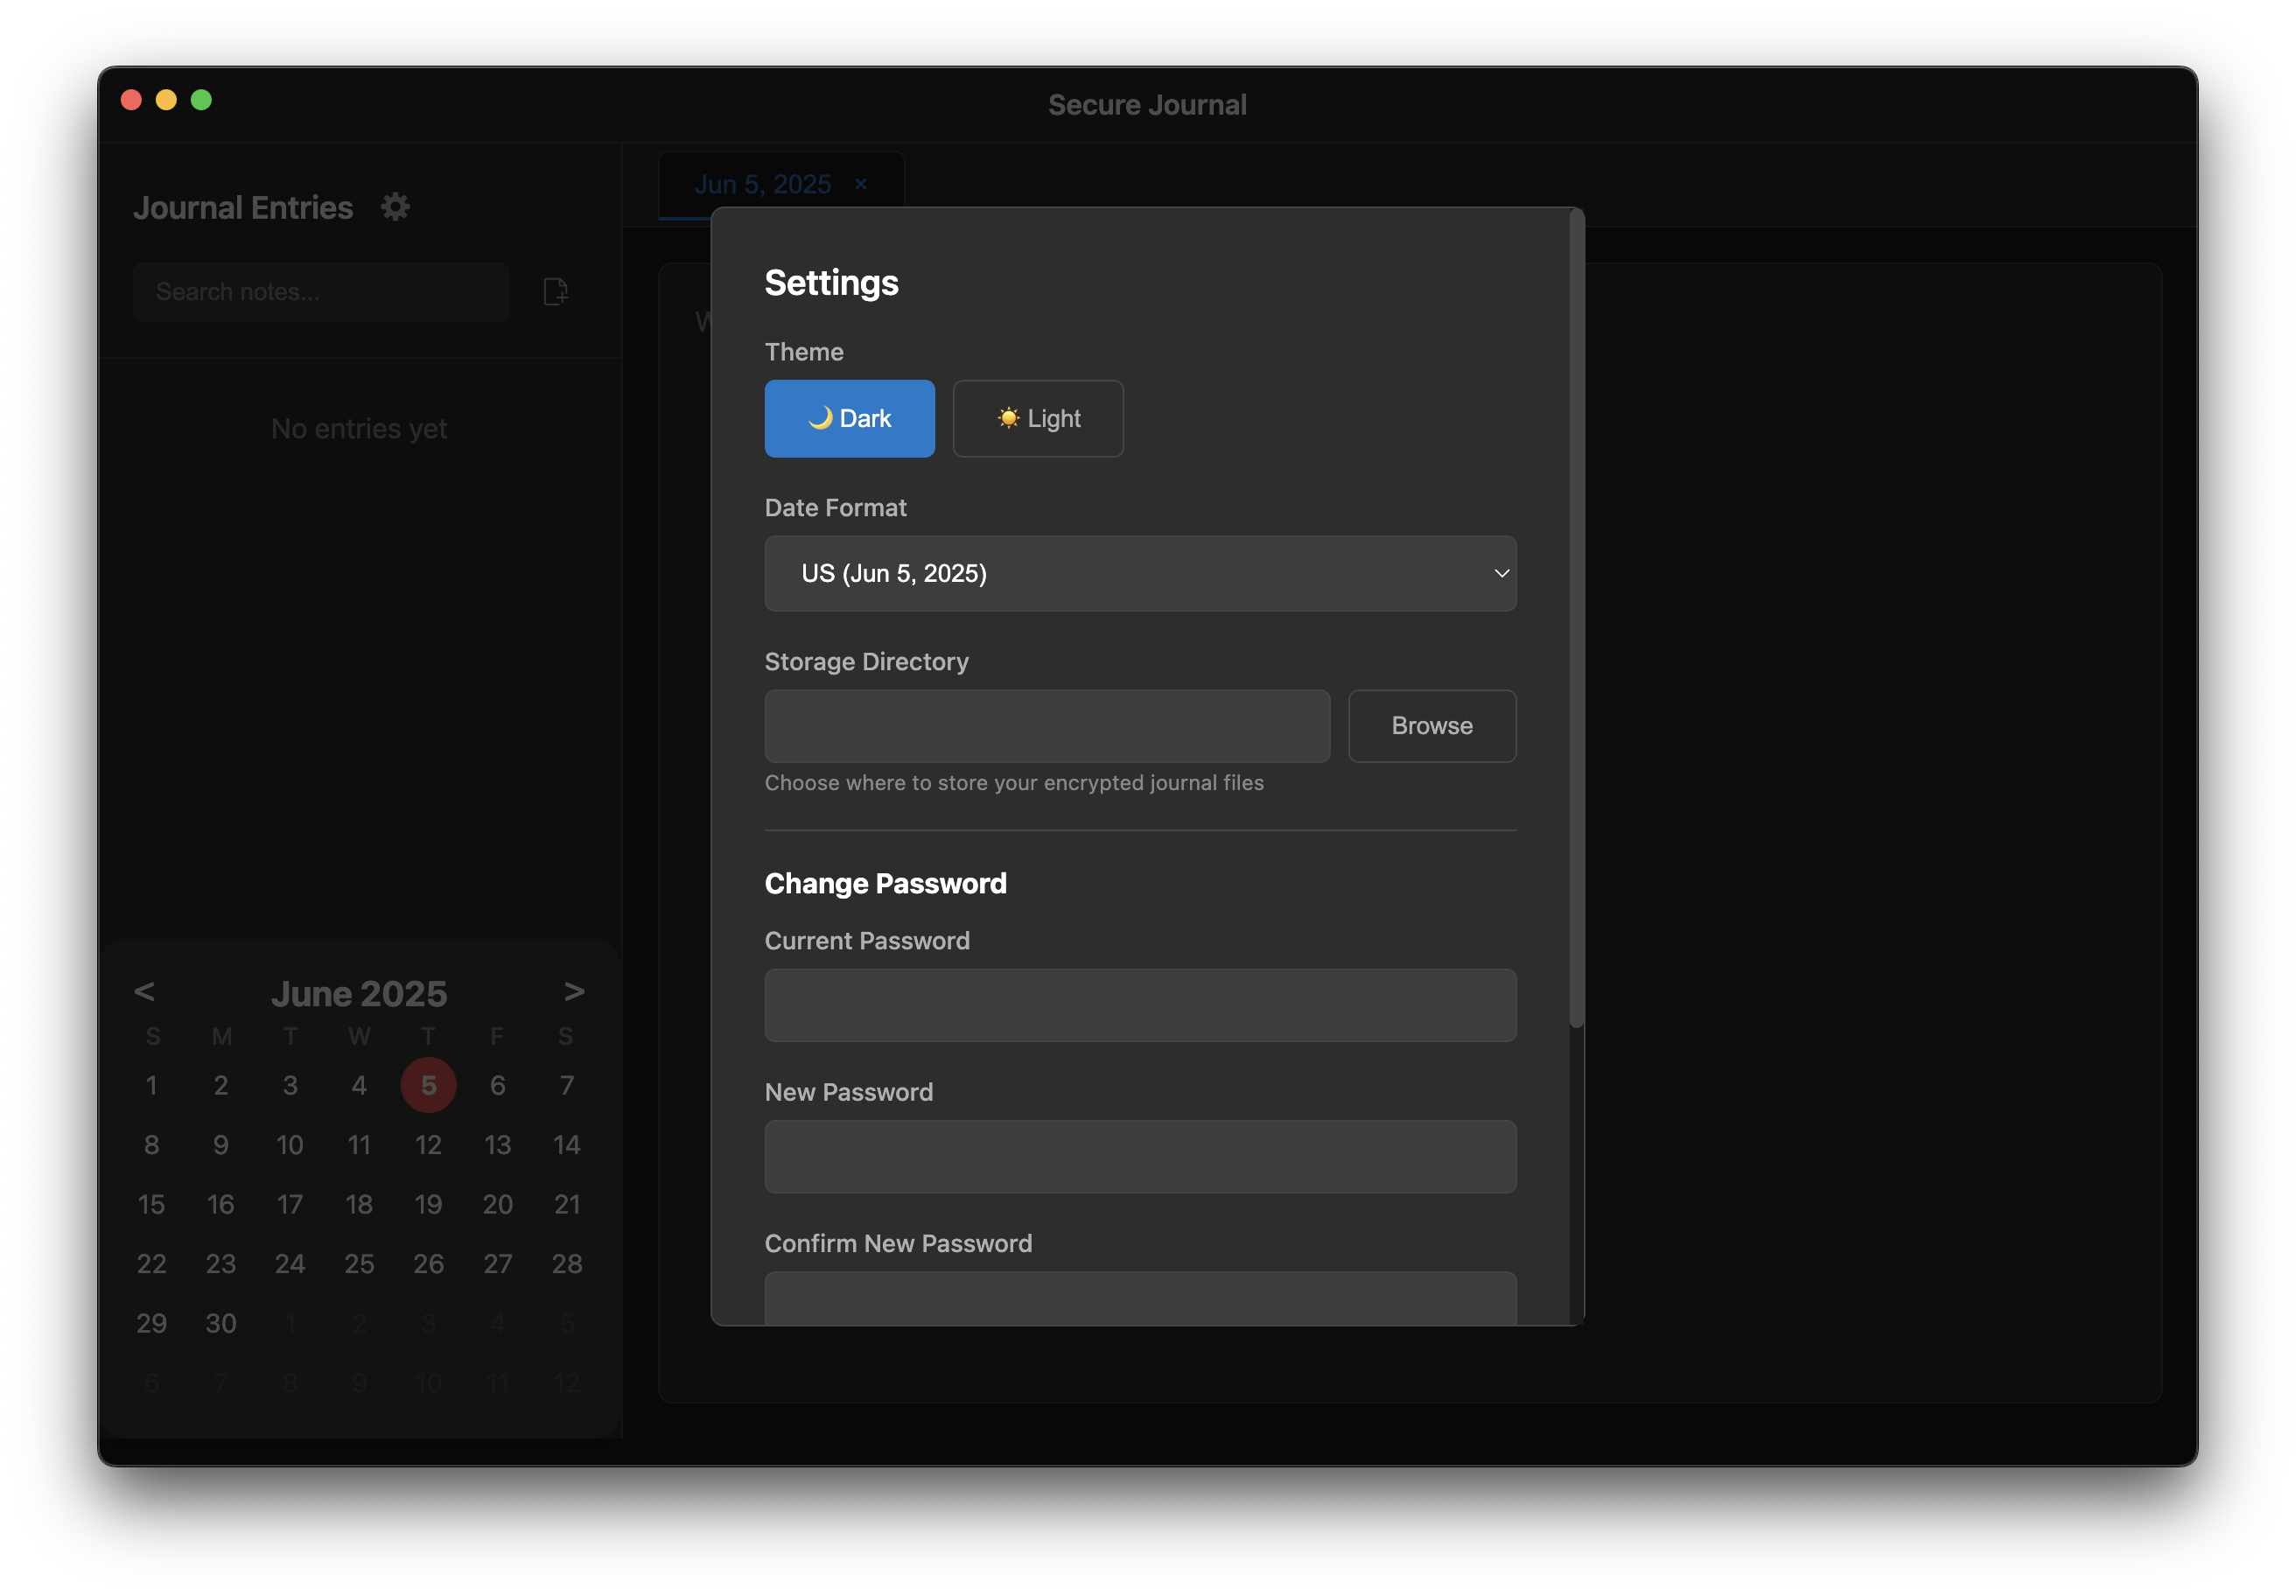 Secure Journal
Journal Entries
Search notes...
No entries yet
< June 2025 >
S M T W T F S
1 2 3 4 5 6 7
8 9 10 11 12 13 14
15 16 17 18 19 20 21
22 23 24 25 26 27 28
29 30 1 2 3 4 5
6 7 8 9 10 11 12
Jun 5, 2025 ×
W
Settings
Theme
🌙 Dark ☀️ Light
Date Format
US (Jun 5, 2025)
Storage Directory
Browse
Choose where to store your encrypted journal files
Change Password
Current Password
New Password
Confirm New Password